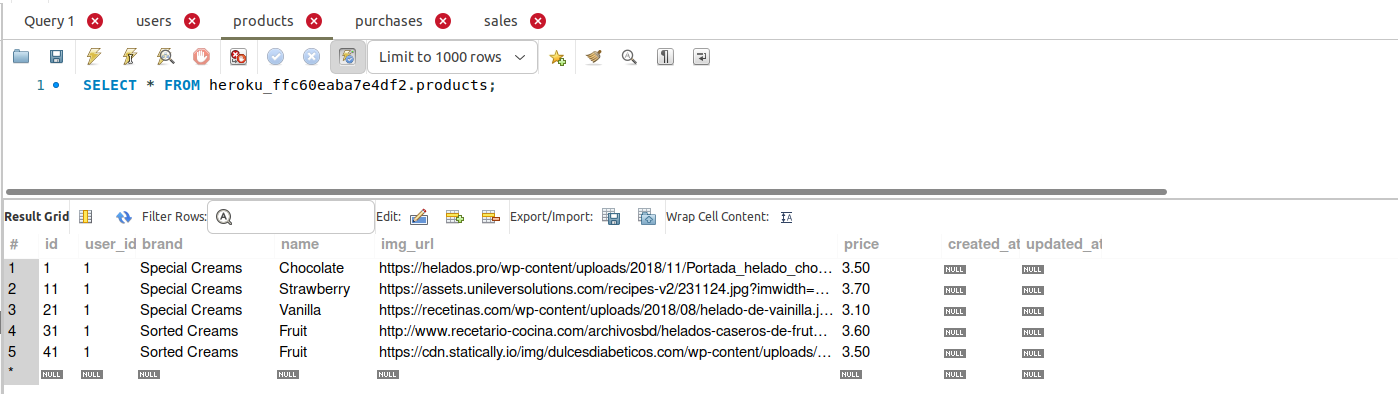 Query 1 users products purchases sales
Limit to 1000 rows
1 SELECT * FROM heroku_ffc60eaba7e4df2.products;
Result Grid Filter Rows: Edit: Export/Import: Wrap Cell Content:
# id user_id brand name img_url price created_at updated_at
1 1 1 Special Creams Chocolate https://helados.pro/wp-content/uploads/2018/11/Portada_helado_cho... 3.50 NULL NULL
2 11 1 Special Creams Strawberry https://assets.unileversolutions.com/recipes-v2/231124.jpg?imwidth=... 3.70 NULL NULL
3 21 1 Special Creams Vanilla https://recetinas.com/wp-content/uploads/2018/08/helado-de-vainilla.j... 3.10 NULL NULL
4 31 1 Sorted Creams Fruit http://www.recetario-cocina.com/archivosbd/helados-caseros-de-frut... 3.60 NULL NULL
5 41 1 Sorted Creams Fruit https://cdn.statically.io/img/dulcesdiabeticos.com/wp-content/uploads/... 3.50 NULL NULL
* NULL NULL NULL NULL NULL NULL NULL NULL